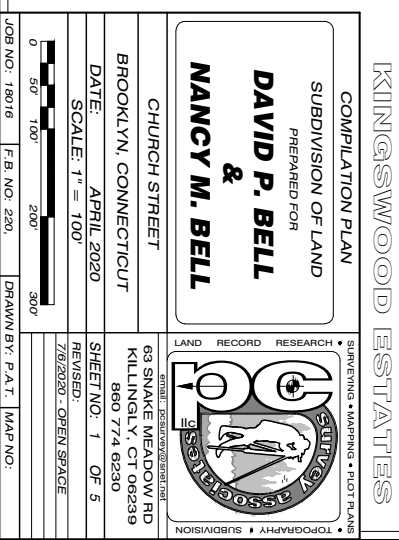 KINGSWOOD ESTATES
COMPILATION PLAN
SUBDIVISION OF LAND
PREPARED FOR
DAVID P. BELL
&
NANCY M. BELL
CHURCH STREET
BROOKLYN, CONNECTICUT
DATE: APRIL 2020
SCALE: 1" = 100'
0 50' 100' 200' 300'
JOB NO: 18016 F.B. NO: 220, DRAWN BY: P.A.T. MAP NO:
• SURVEYING • MAPPING • PLOT PLANS
LAND RECORD RESEARCH •
TOPOGRAPHY • SUBDIVISION
pc
llc
survey associates
email: pcsurvey@snet.net
63 SNAKE MEADOW RD
KILLINGLY, CT 06239
860 774 6230
SHEET NO: 1 OF 5
REVISED:
7/6/2020 - OPEN SPACE